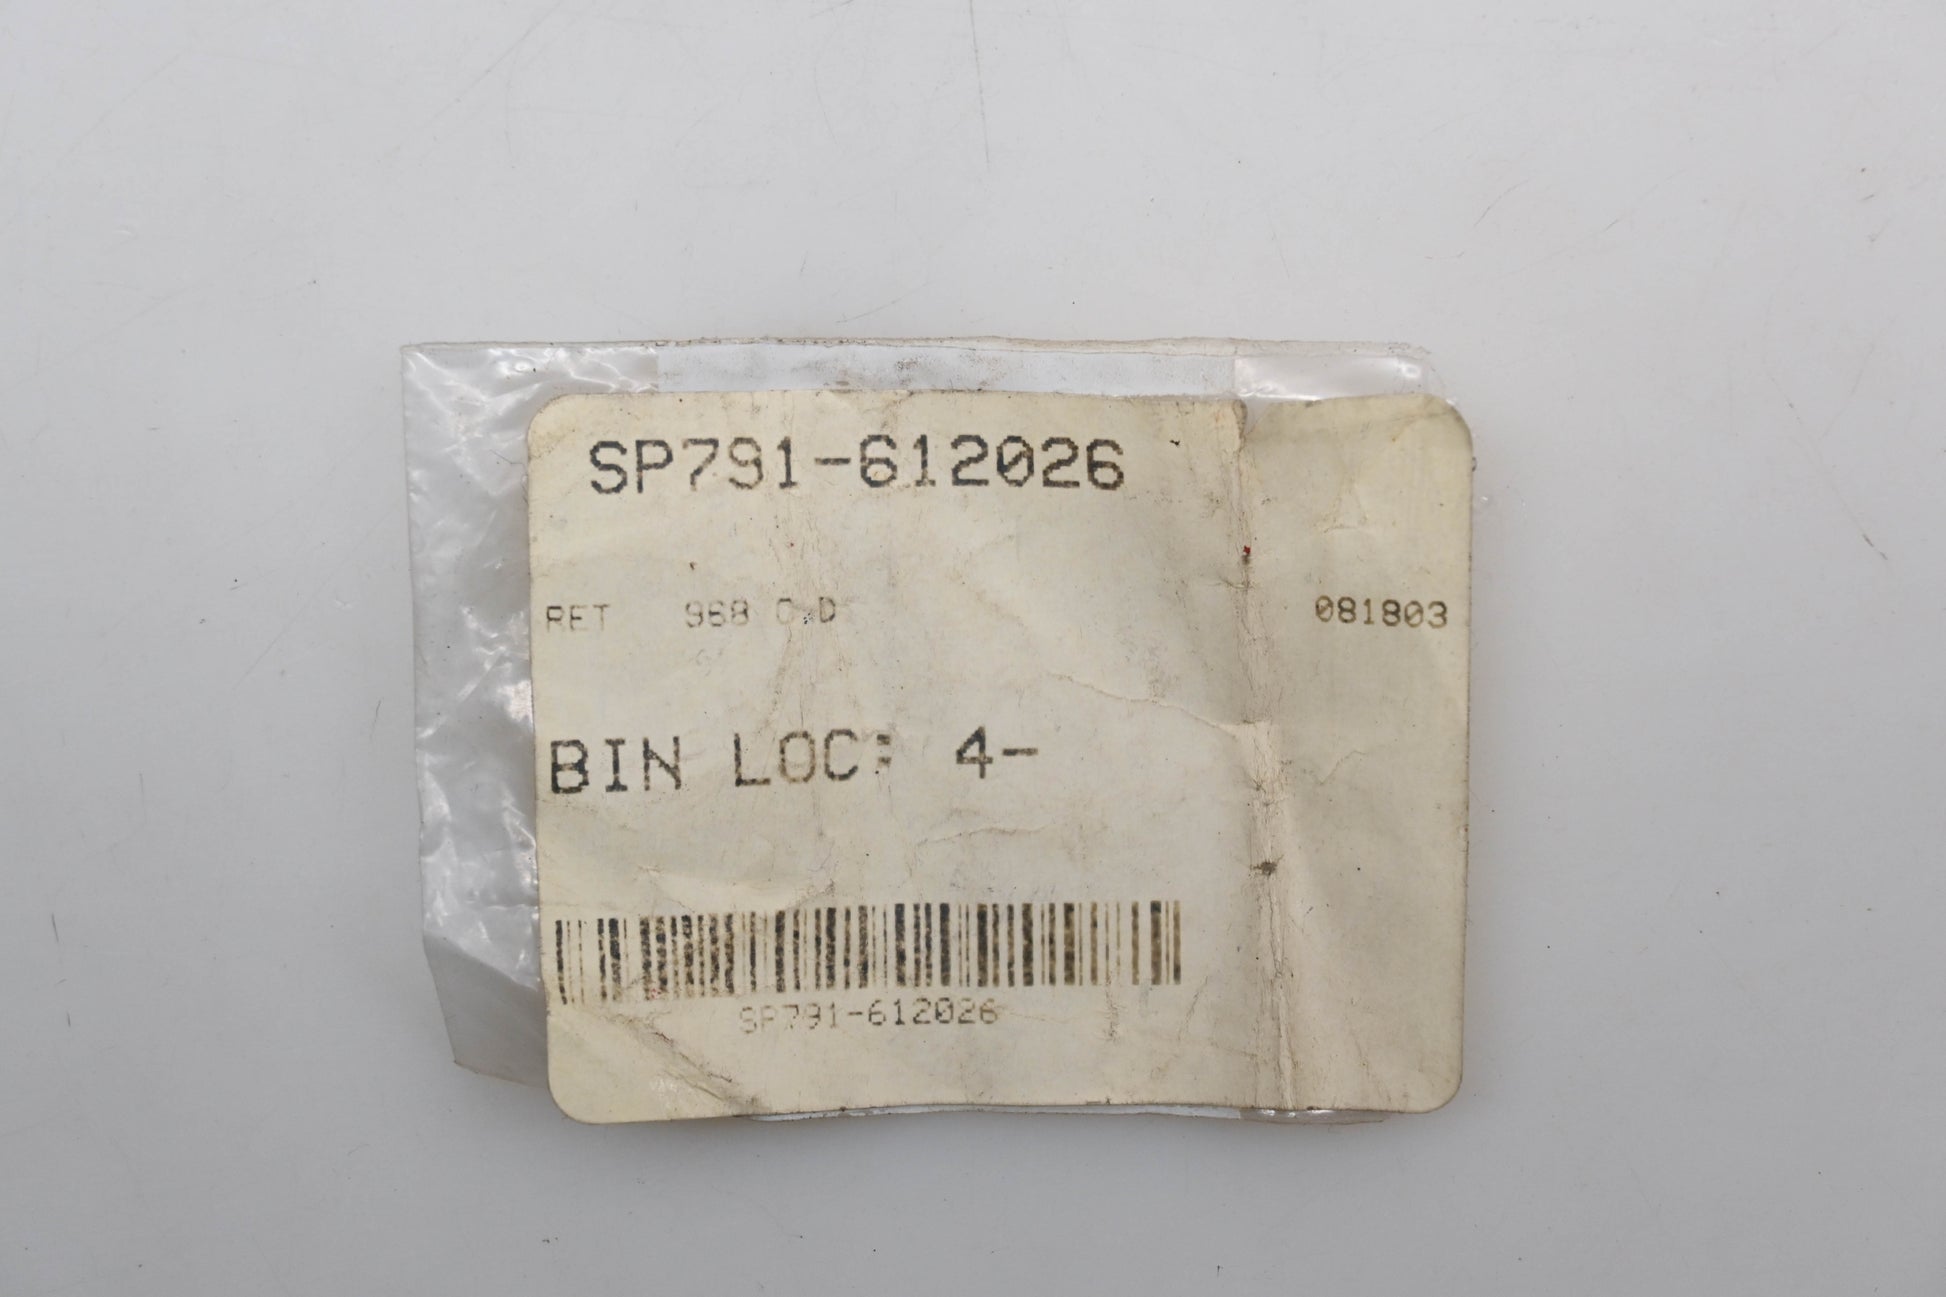 SP791-612026
RET 968 C.D 081803
BIN LOC: 4-
SP791-612026